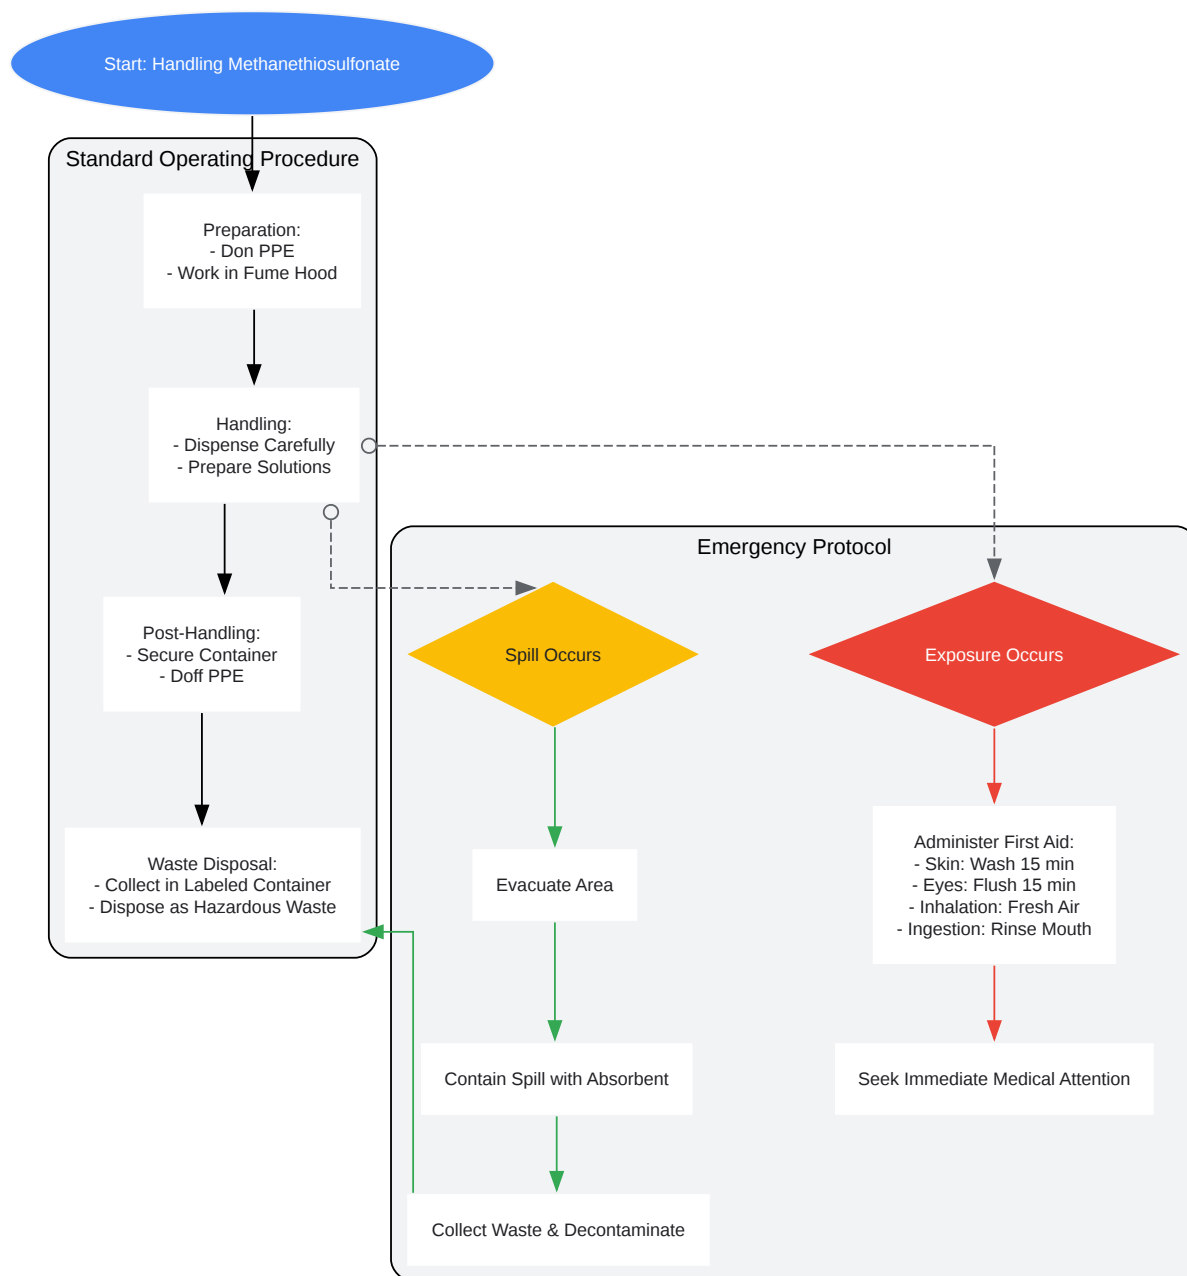 Start: Handling Methanethiosulfonate
Standard Operating Procedure
Preparation:
- Don PPE
- Work in Fume Hood
Handling:
- Dispense Carefully
- Prepare Solutions
Post-Handling:
- Secure Container
- Doff PPE
Waste Disposal:
- Collect in Labeled Container
- Dispose as Hazardous Waste
Emergency Protocol
Spill Occurs
Evacuate Area
Contain Spill with Absorbent
Collect Waste & Decontaminate
Exposure Occurs
Administer First Aid:
- Skin: Wash 15 min
- Eyes: Flush 15 min
- Inhalation: Fresh Air
- Ingestion: Rinse Mouth
Seek Immediate Medical Attention